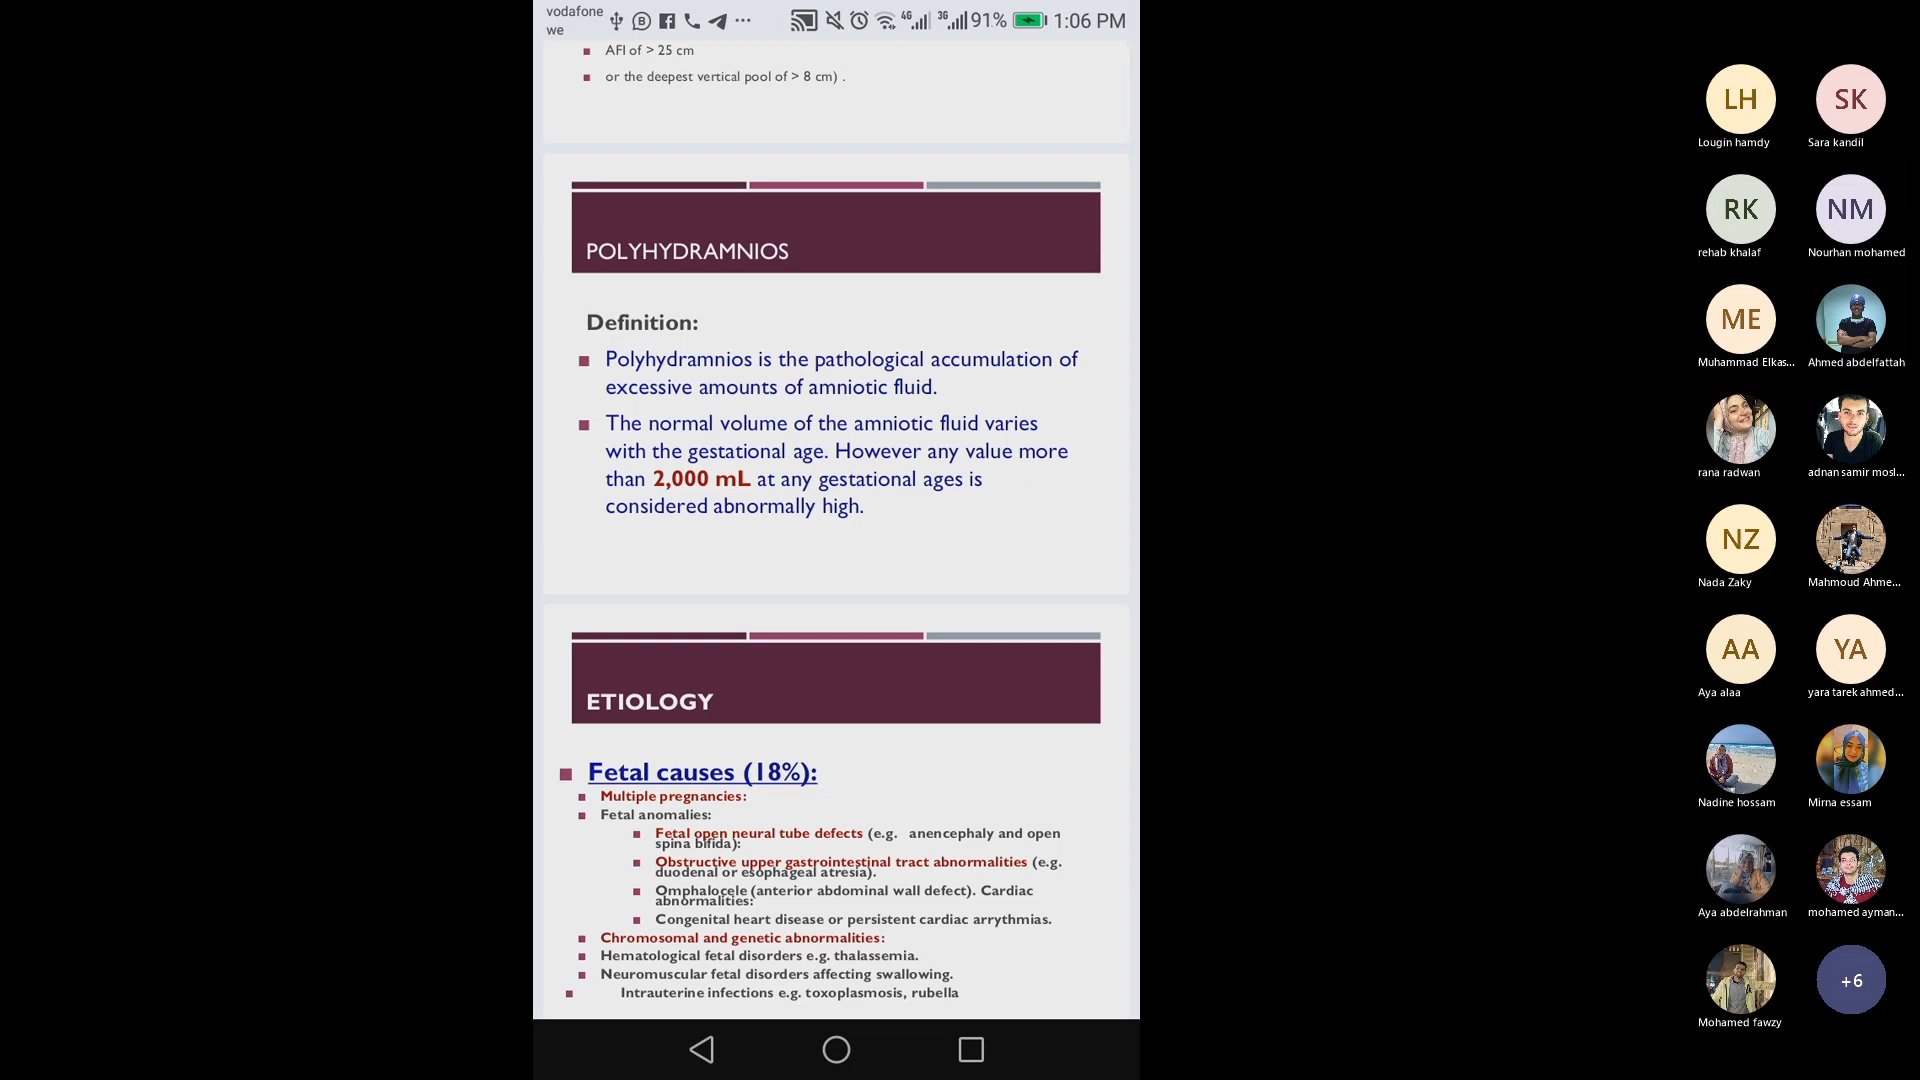 vodafone
we
4G 3G 91% 1:06 PM
AFI of > 25 cm
or the deepest vertical pool of > 8 cm) .
POLYHYDRAMNIOS
Definition:
Polyhydramnios is the pathological accumulation of
excessive amounts of amniotic fluid.
The normal volume of the amniotic fluid varies
with the gestational age. However any value more
than 2,000 mL at any gestational ages is
considered abnormally high.
ETIOLOGY
Fetal causes (18%):
Multiple pregnancies:
Fetal anomalies:
Fetal open neural tube defects (e.g. anencephaly and open
spina bifida):
Obstructive upper gastrointestinal tract abnormalities (e.g.
duodenal or esophageal atresia).
Omphalocele (anterior abdominal wall defect). Cardiac
abnormalities:
Congenital heart disease or persistent cardiac arrythmias.
Chromosomal and genetic abnormalities:
Hematological fetal disorders e.g. thalassemia.
Neuromuscular fetal disorders affecting swallowing.
Intrauterine infections e.g. toxoplasmosis, rubella
LH SK
Lougin hamdy Sara kandil
RK NM
rehab khalaf Nourhan mohamed
ME
Muhammad Elkas... Ahmed abdelfattah
rana radwan adnan samir mosl...
NZ
Nada Zaky Mahmoud Ahme...
AA YA
Aya alaa yara tarek ahmed...
Nadine hossam Mirna essam
Aya abdelrahman mohamed ayman...
+6
Mohamed fawzy